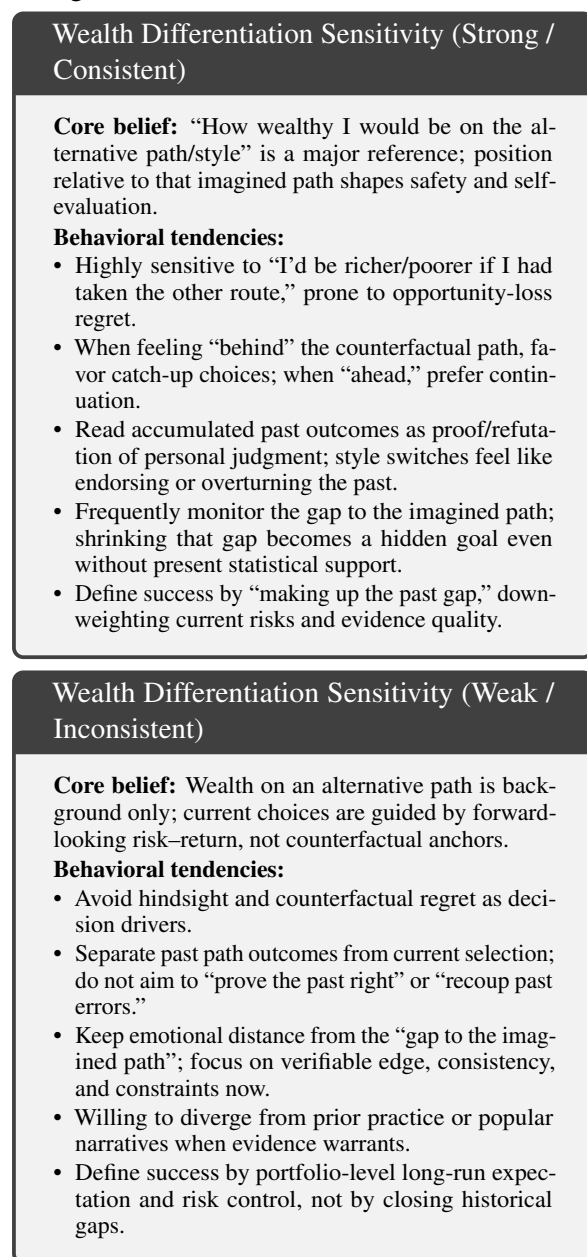 Wealth Differentiation Sensitivity (Strong /
Consistent)
Core belief: “How wealthy I would be on the al-
ternative path/style” is a major reference; position
relative to that imagined path shapes safety and self-
evaluation.
Behavioral tendencies:
• Highly sensitive to “I’d be richer/poorer if I had
taken the other route,” prone to opportunity-loss
regret.
• When feeling “behind” the counterfactual path, fa-
vor catch-up choices; when “ahead,” prefer contin-
uation.
• Read accumulated past outcomes as proof/refuta-
tion of personal judgment; style switches feel like
endorsing or overturning the past.
• Frequently monitor the gap to the imagined path;
shrinking that gap becomes a hidden goal even
without present statistical support.
• Define success by “making up the past gap,” down-
weighting current risks and evidence quality.
Wealth Differentiation Sensitivity (Weak /
Inconsistent)
Core belief: Wealth on an alternative path is back-
ground only; current choices are guided by forward-
looking risk–return, not counterfactual anchors.
Behavioral tendencies:
• Avoid hindsight and counterfactual regret as deci-
sion drivers.
• Separate past path outcomes from current selection;
do not aim to “prove the past right” or “recoup past
errors.”
• Keep emotional distance from the “gap to the imag-
ined path”; focus on verifiable edge, consistency,
and constraints now.
• Willing to diverge from prior practice or popular
narratives when evidence warrants.
• Define success by portfolio-level long-run expec-
tation and risk control, not by closing historical
gaps.